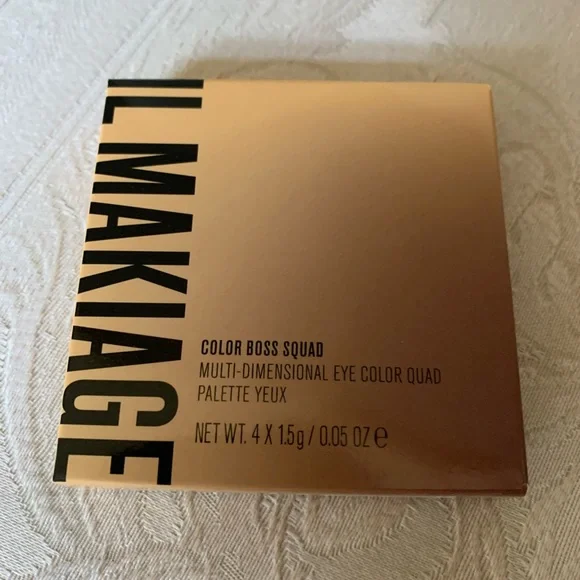 IL MAKIAGE
COLOR BOSS SQUAD
MULTI-DIMENSIONAL EYE COLOR QUAD
PALETTE YEUX
NET WT. 4 X 1.5g / 0.05 OZ ℮